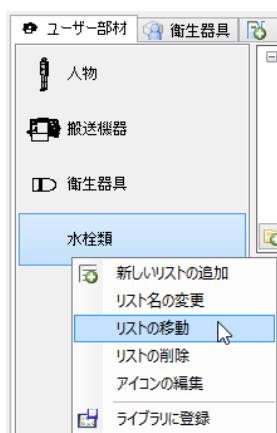 ユーザー部材
衛生器具
人物
搬送機器
衛生器具
水栓類
新しいリストの追加
リスト名の変更
リストの移動
リストの削除
アイコンの編集
ライブラリに登録